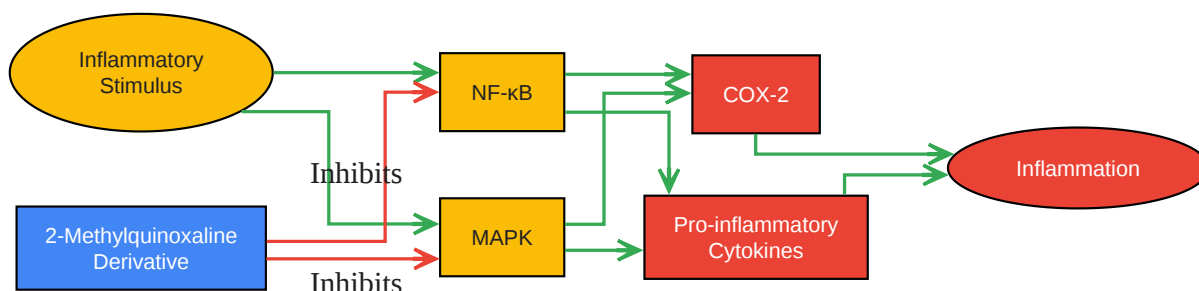 Inflammatory
Stimulus
NF-κB
COX-2
Inhibits
Inflammation
2-Methylquinoxaline
Derivative
MAPK
Pro-inflammatory
Cytokines
Inhibits